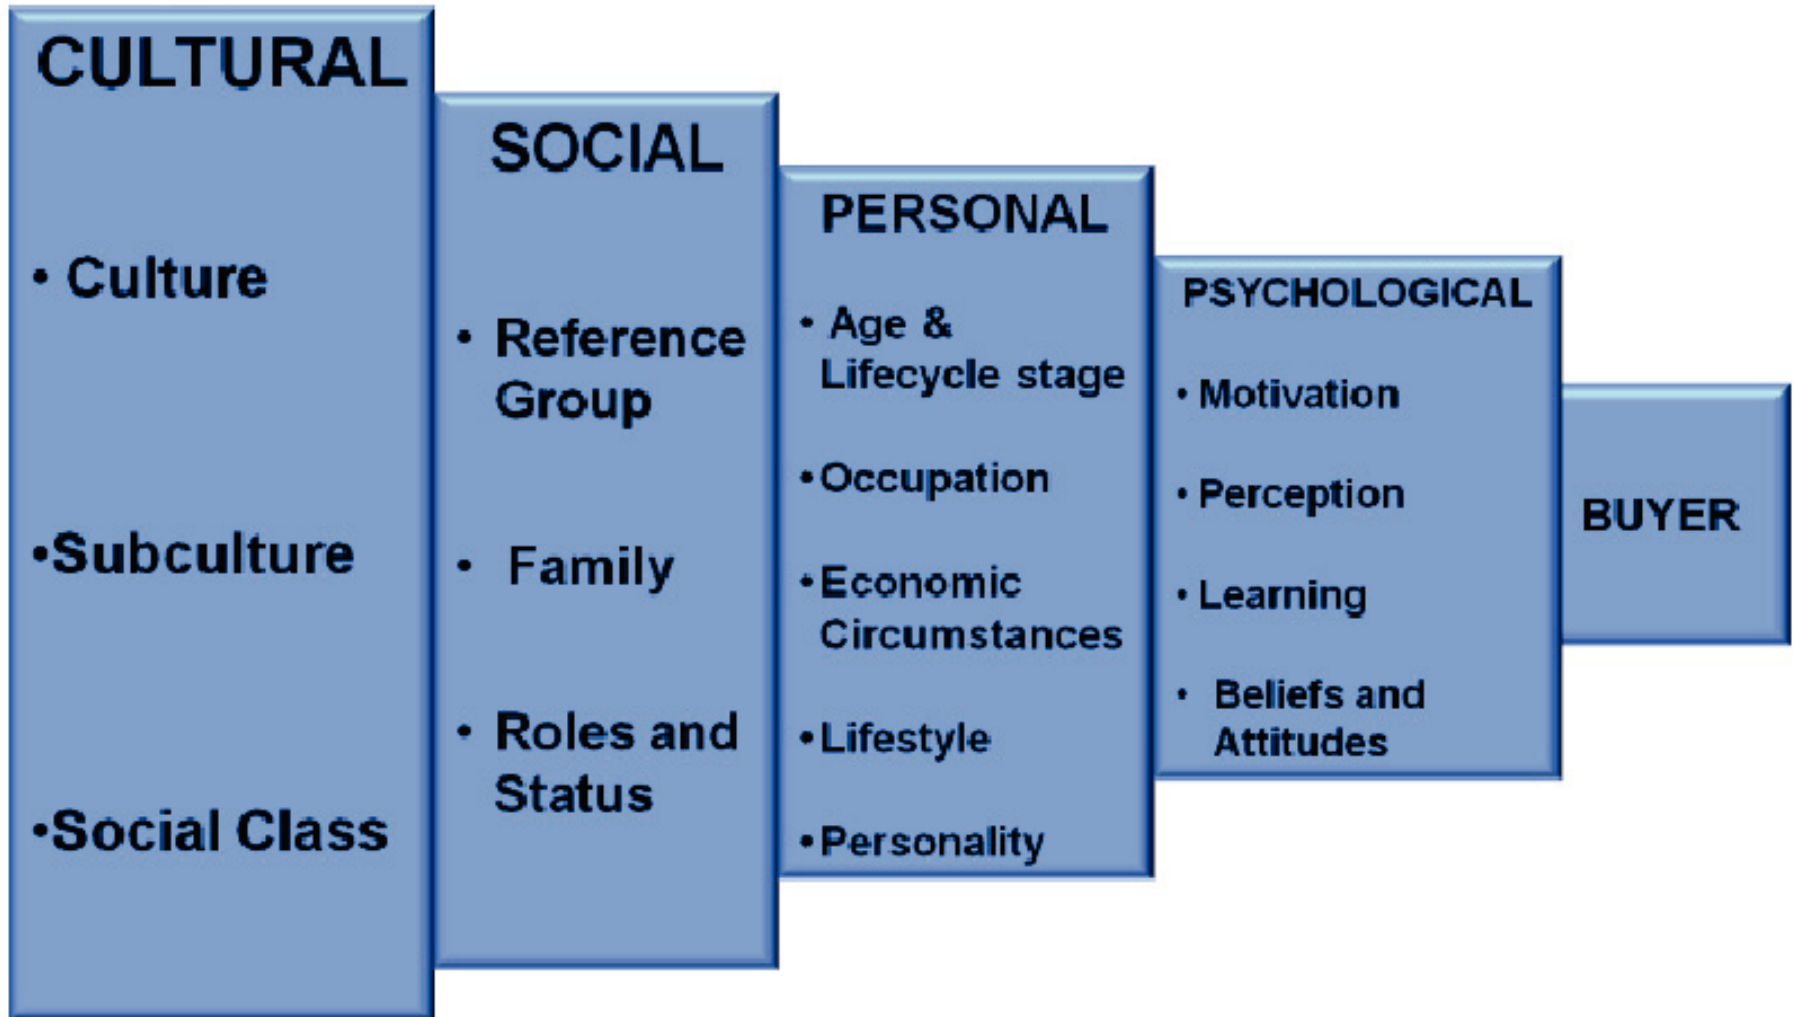 CULTURAL
• Culture
•Subculture
•Social Class
SOCIAL
• Reference
Group
• Family
• Roles and
Status
PERSONAL
• Age &
Lifecycle stage
•Occupation
•Economic
Circumstances
•Lifestyle
•Personality
PSYCHOLOGICAL
• Motivation
• Perception
• Learning
• Beliefs and
Attitudes
BUYER